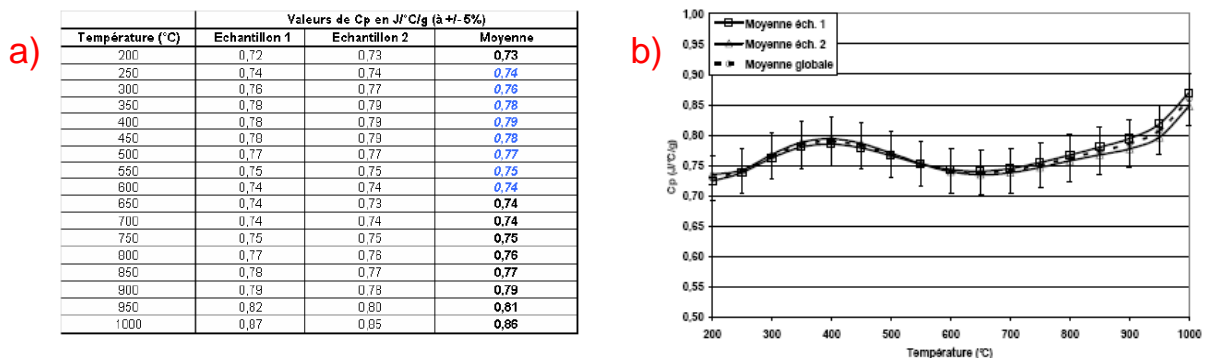 a)
Valeurs de Cp en J/°C/g (à +/- 5%)
Température (°C) Echantillon 1 Echantillon 2 Moyenne
200 0,72 0,73 0,73
250 0,74 0,74 0,74
300 0,76 0,77 0,76
350 0,78 0,79 0,78
400 0,78 0,79 0,79
450 0,78 0,79 0,78
500 0,77 0,77 0,77
550 0,75 0,75 0,75
600 0,74 0,74 0,74
650 0,74 0,73 0,74
700 0,74 0,74 0,74
750 0,75 0,75 0,75
800 0,77 0,76 0,76
850 0,78 0,77 0,77
900 0,79 0,78 0,79
950 0,82 0,80 0,81
1000 0,87 0,85 0,86
b)
Moyenne éch. 1
Moyenne éch. 2
Moyenne globale
Cp (J/°C/g)
1,00
0,95
0,90
0,85
0,80
0,75
0,70
0,65
0,60
0,55
0,50
200 300 400 500 600 700 800 900 1000
Température (°C)